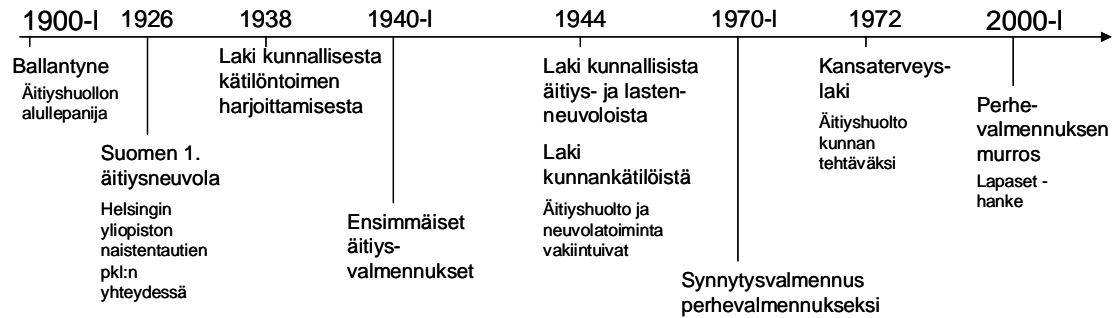 1900-l
1926
1938
1940-l
1944
1970-l
1972
2000-l
Ballantyne
Äitiyshuollon
alullepanija
Suomen 1.
äitiysneuvola
Helsingin
yliopiston
naistentautien
pkl:n
yhteydessä
Laki kunnallisesta
kätilöntoimen
harjoittamisesta
Ensimmäiset
äitiys-
valmennukset
Laki kunnallisista
äitiys- ja lasten-
neuvoloista
Laki
kunnankätilöistä
Äitiyshuolto ja
neuvolatoiminta
vakiintuivat
Synnytysvalmennus
perhevalmennukseksi
Kansaterveys-
laki
Äitiyshuolto
kunnan
tehtäväksi
Perhe-
valmennuksen
murros
Lapaset -
hanke